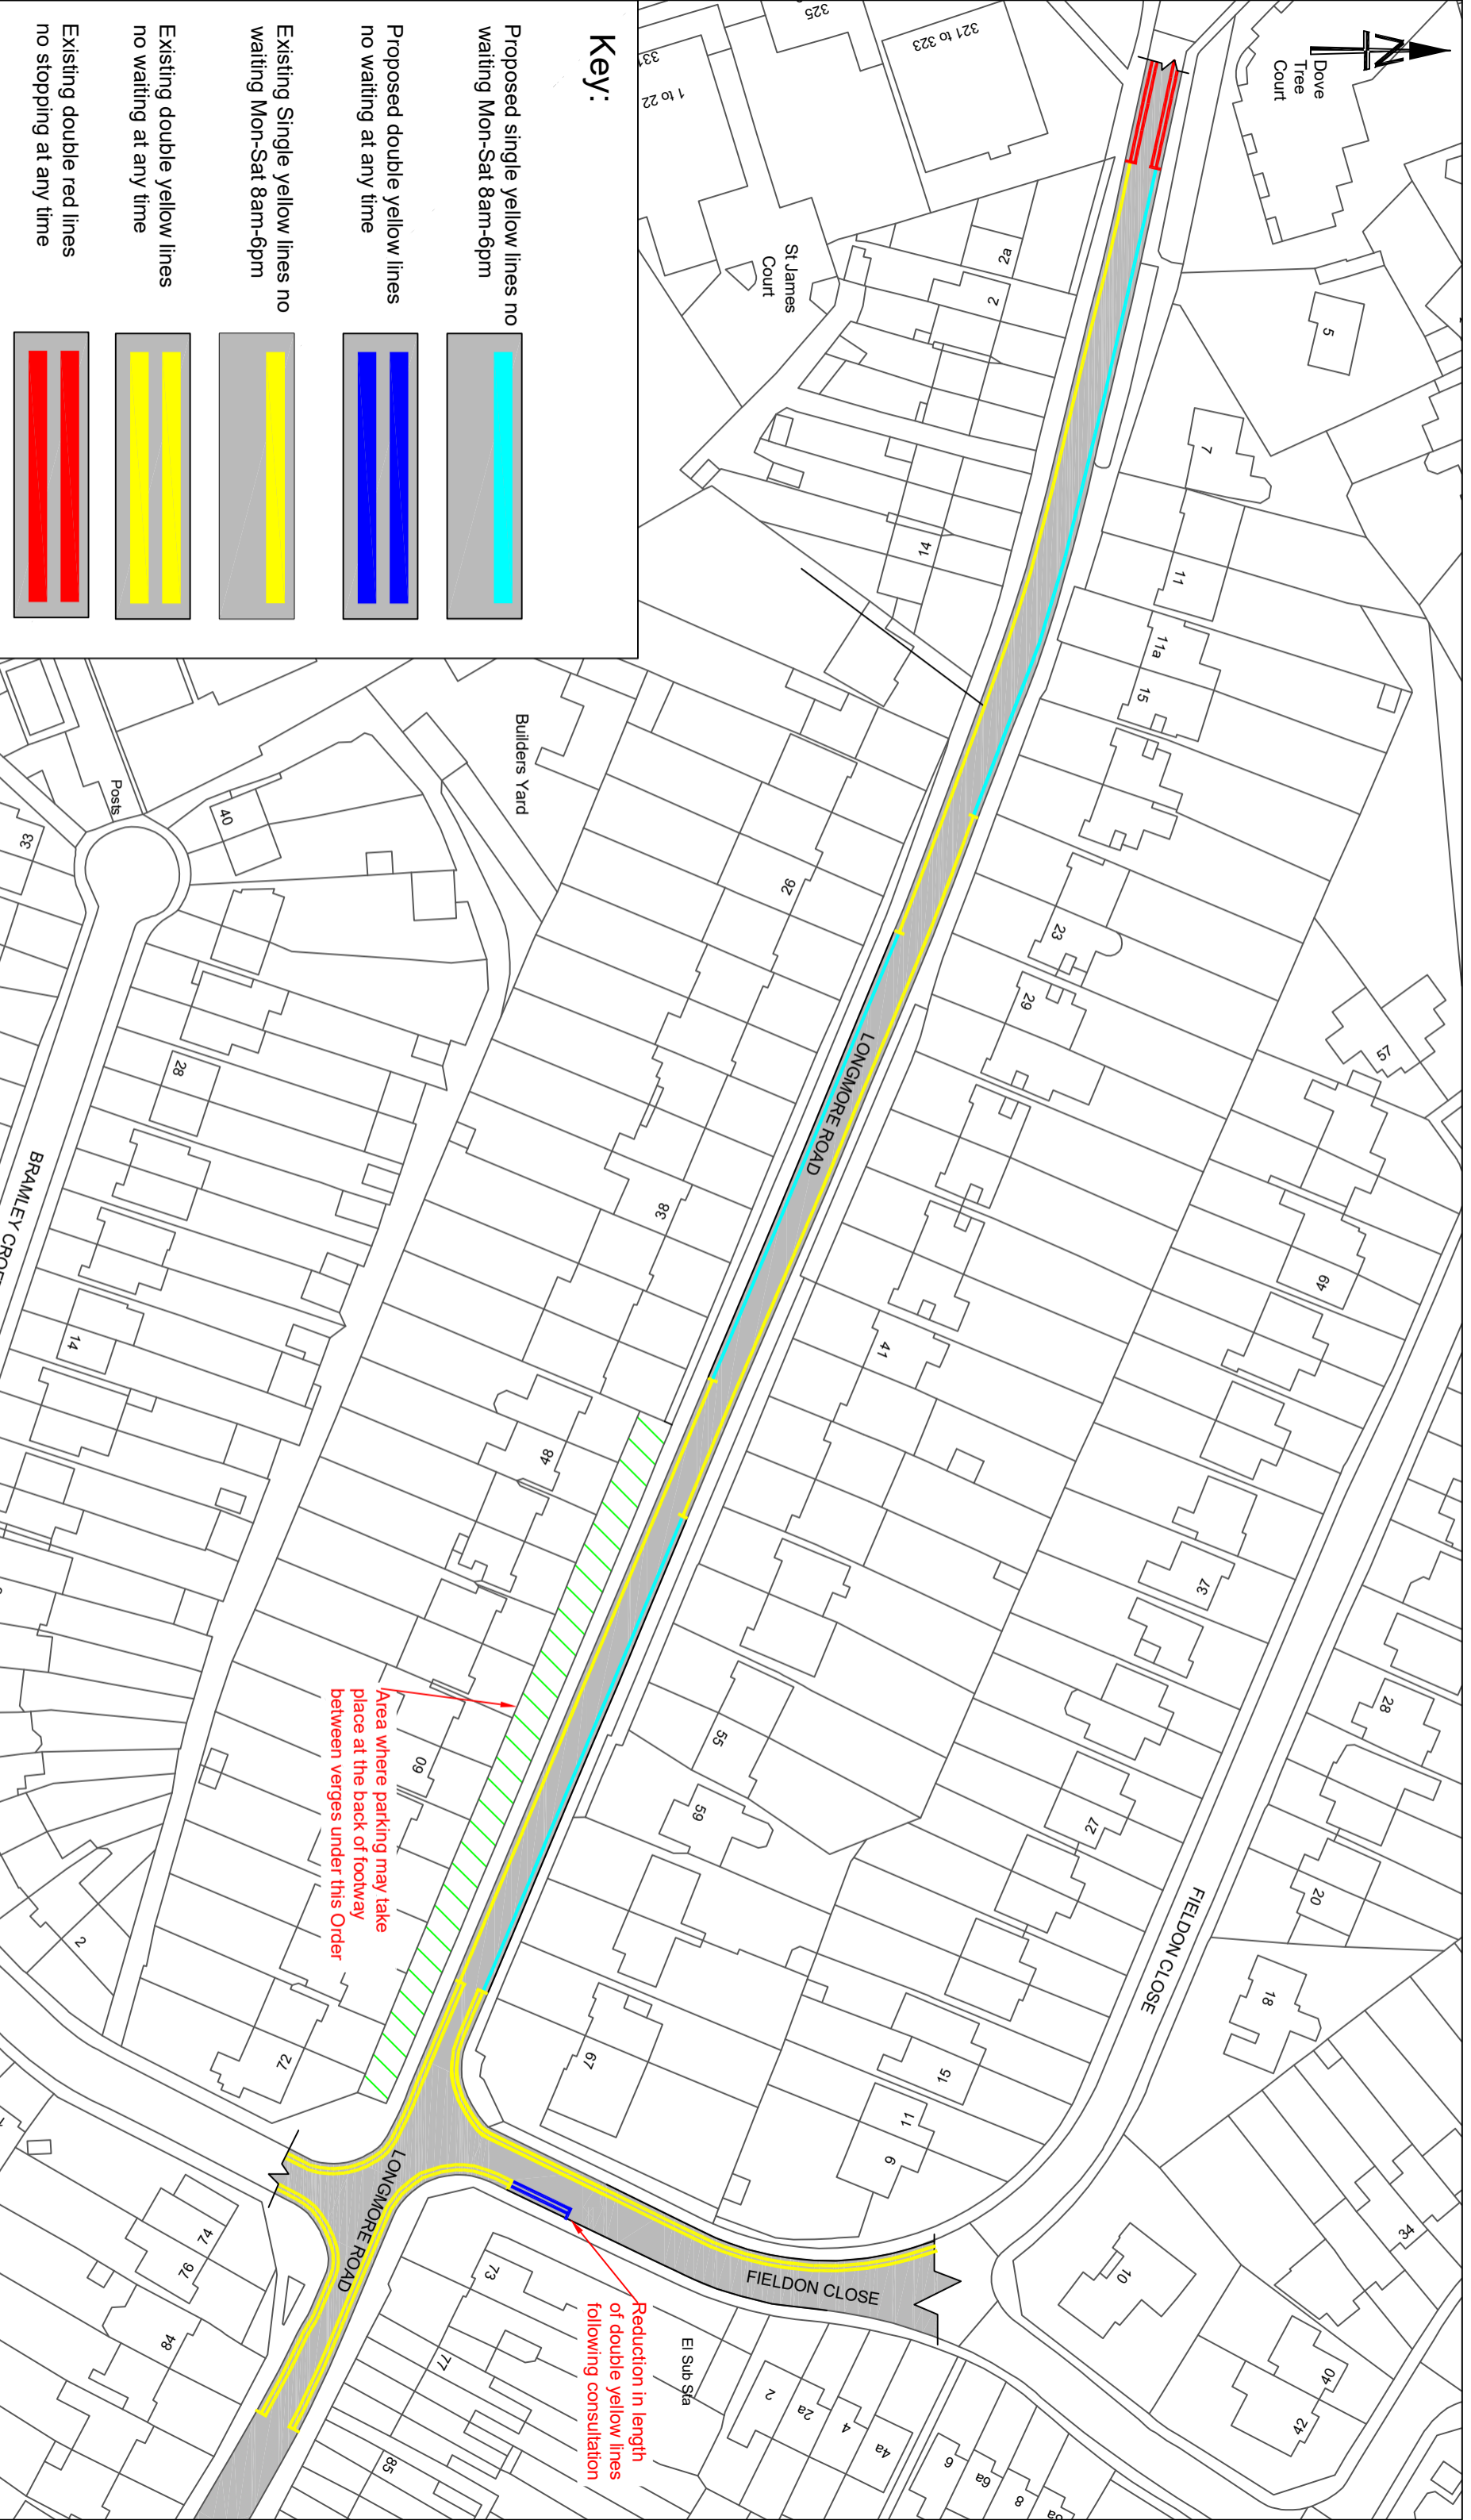 Key:
Proposed single yellow lines no
waiting Mon-Sat 8am-6pm
Proposed double yellow lines
no waiting at any time
Existing Single yellow lines no
waiting Mon-Sat 8am-6pm
Existing double yellow lines
no waiting at any time
Existing double red lines
no stopping at any time
N
Dove
Tree
Court
325
321 to 323
331
1 to 22
St James
Court
2a
2
14
5
7
11
11a
15
23
29
57
49
41
37
28
27
20
18
Builders Yard
26
38
48
60
72
Posts
40
33
28
14
2
BRAMLEY CROF
LONGMORE ROAD
55
59
67
15
11
9
FIELDON CLOSE
10
34
40
42
Area where parking may take
place at the back of footway
between verges under this Order
LONGMORE ROAD
FIELDON CLOSE
Reduction in length
of double yellow lines
following consultation
El Sub Sta
73
77
85
74
76
84
2
2a
4
4a
6
6a
8